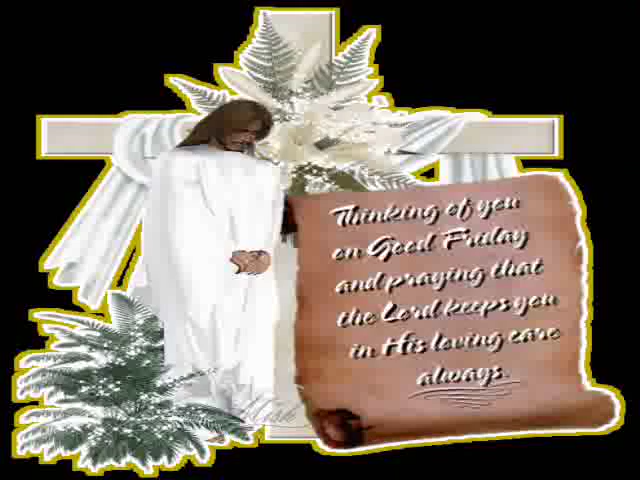 Thinking of you
on Good Friday
and praying that
the Lord keeps you
in His loving care
always.